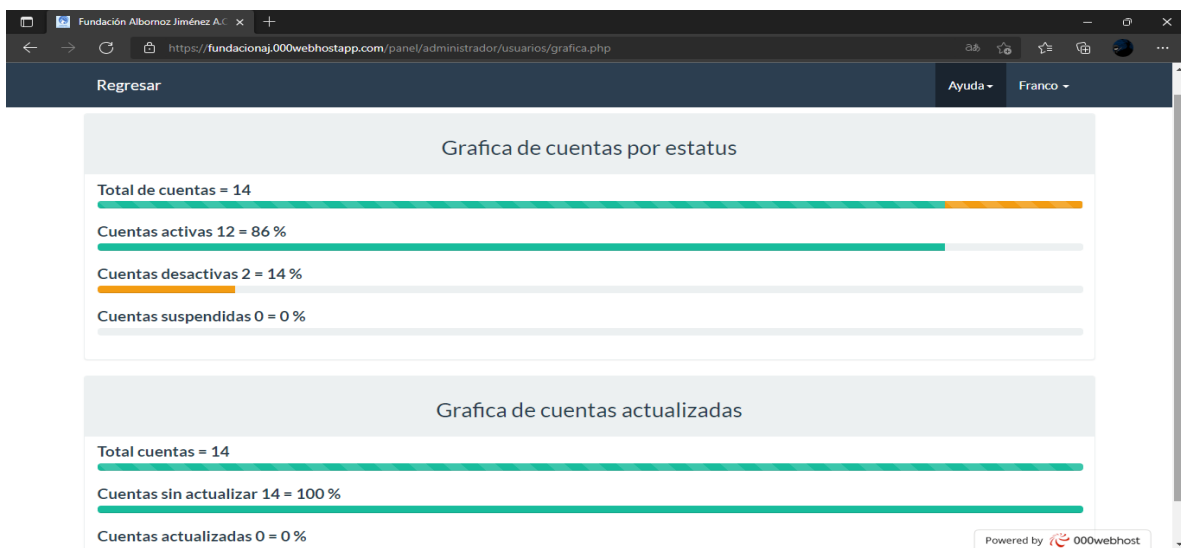 Fundación Albornoz Jiménez A.C
https://fundacionaj.000webhostapp.com/panel/administrador/usuarios/grafica.php
Regresar
Ayuda
Franco
Grafica de cuentas por estatus
Total de cuentas = 14
Cuentas activas 12 = 86 %
Cuentas desactivas 2 = 14 %
Cuentas suspendidas 0 = 0 %
Grafica de cuentas actualizadas
Total cuentas = 14
Cuentas sin actualizar 14 = 100 %
Cuentas actualizadas 0 = 0 %
Powered by 000webhost